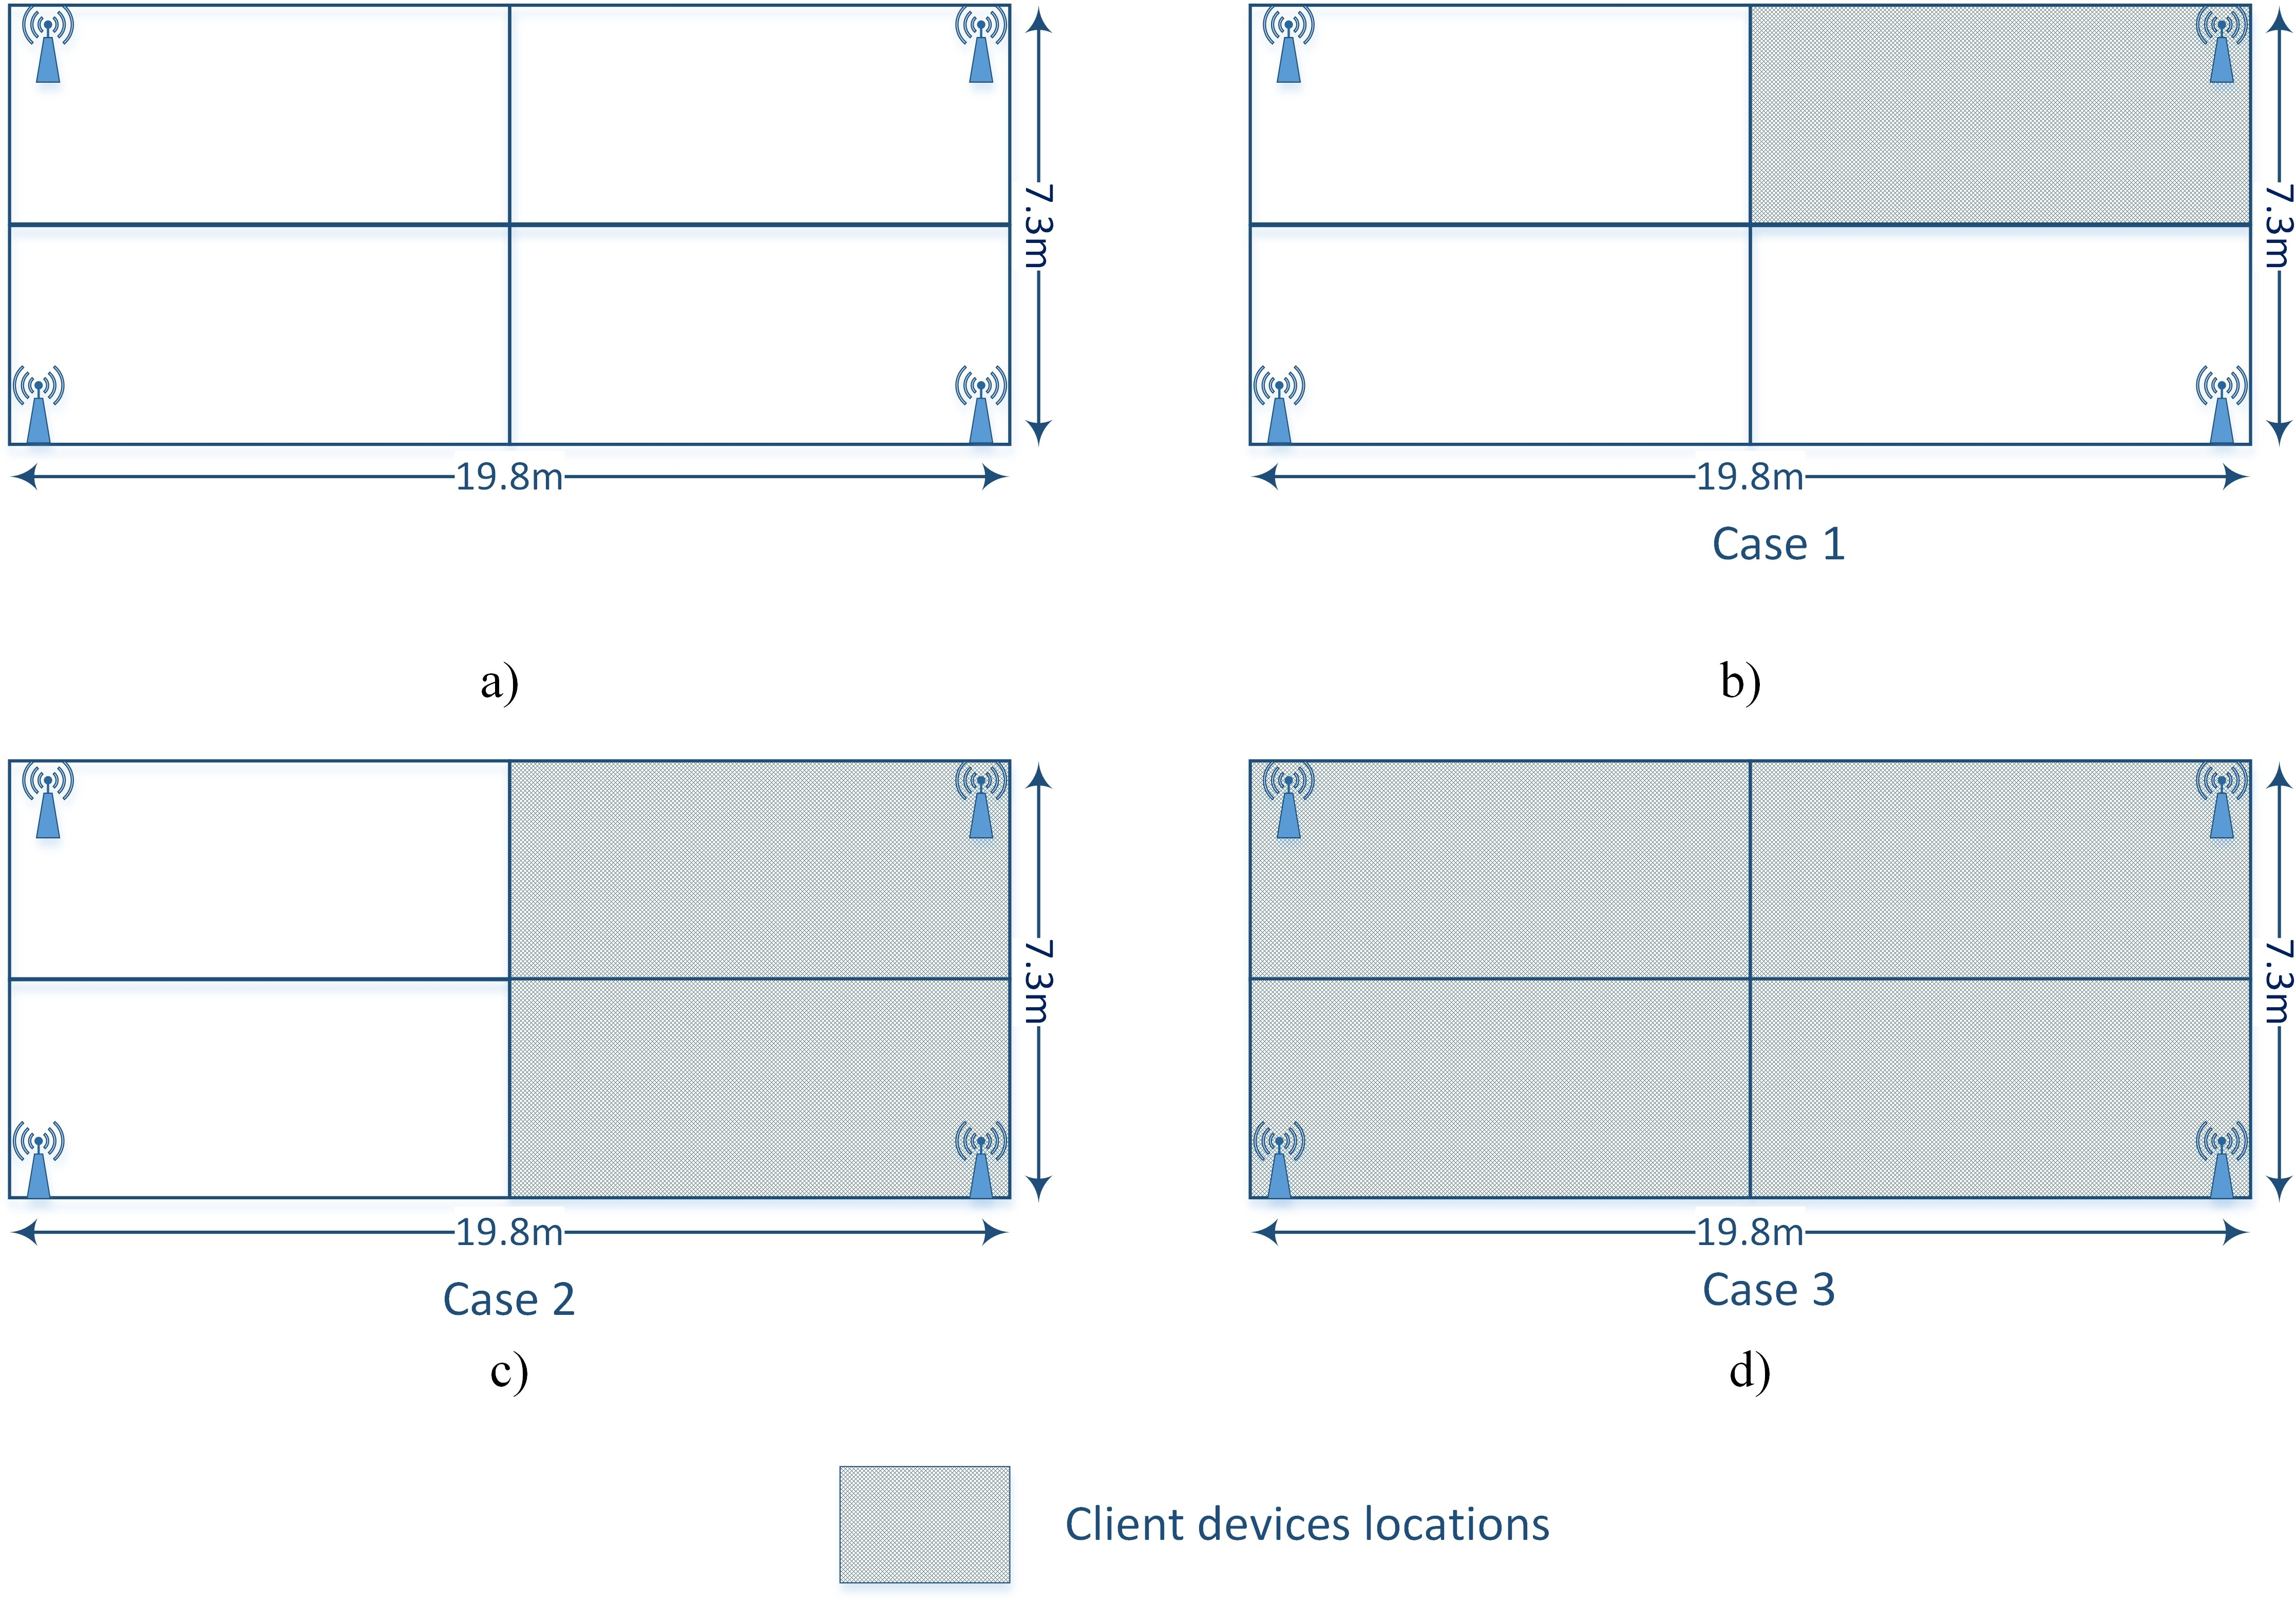 7.3m
19.8m
a)
7.3m
19.8m
Case 1
b)
7.3m
19.8m
Case 2
c)
7.3m
19.8m
Case 3
d)
Client devices locations